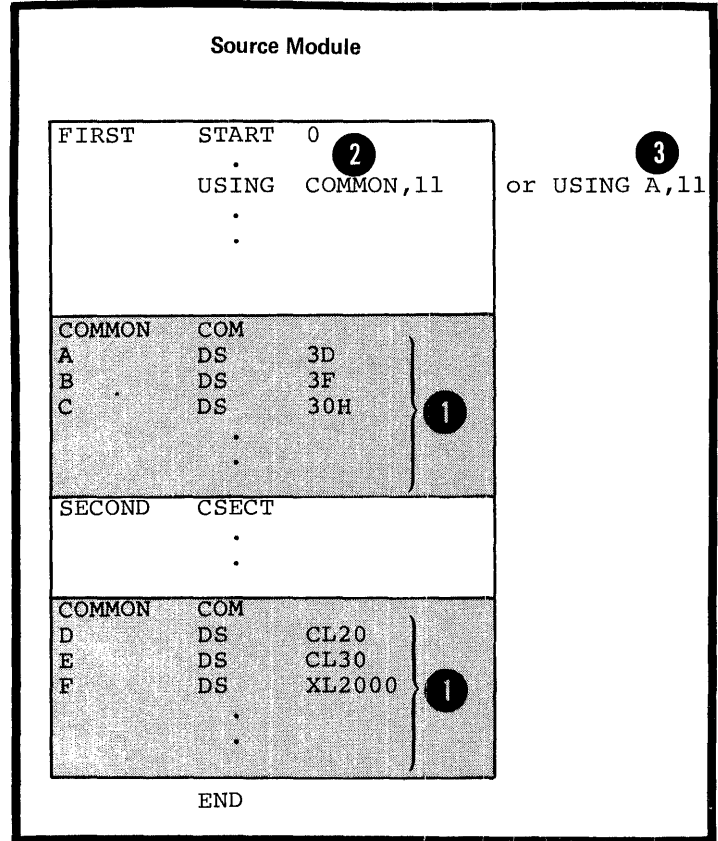 Source Module
FIRST START 0
2 3
.
USING COMMON,11 or USING A,11
.
.
COMMON COM
A DS 3D
B DS 3F
C DS 30H
1
.
.
SECOND CSECT
.
.
COMMON COM
D DS CL20
E DS CL30
F DS XL2000
1
.
.
END